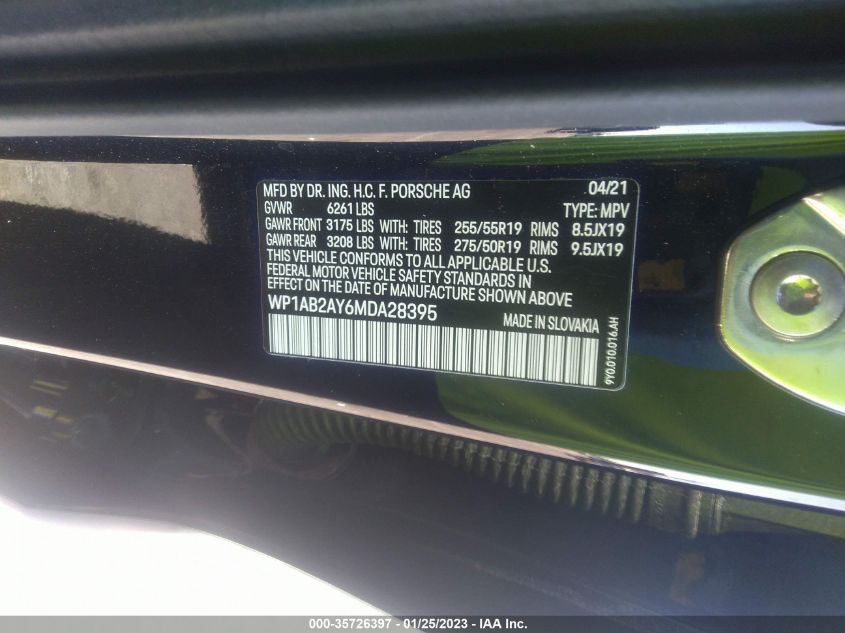 MFD BY DR. ING. H.C. F. PORSCHE AG 04/21
GVWR 6261 LBS TYPE: MPV
GAWR FRONT 3175 LBS WITH: TIRES 255/55R19 RIMS 8.5JX19
GAWR REAR 3208 LBS WITH: TIRES 275/50R19 RIMS 9.5JX19
THIS VEHICLE CONFORMS TO ALL APPLICABLE U.S.
FEDERAL MOTOR VEHICLE SAFETY STANDARDS IN
EFFECT ON THE DATE OF MANUFACTURE SHOWN ABOVE
WP1AB2AY6MDA28395 MADE IN SLOVAKIA
9Y0.010.016.AH
000-35726397 - 01/25/2023 - IAA Inc.